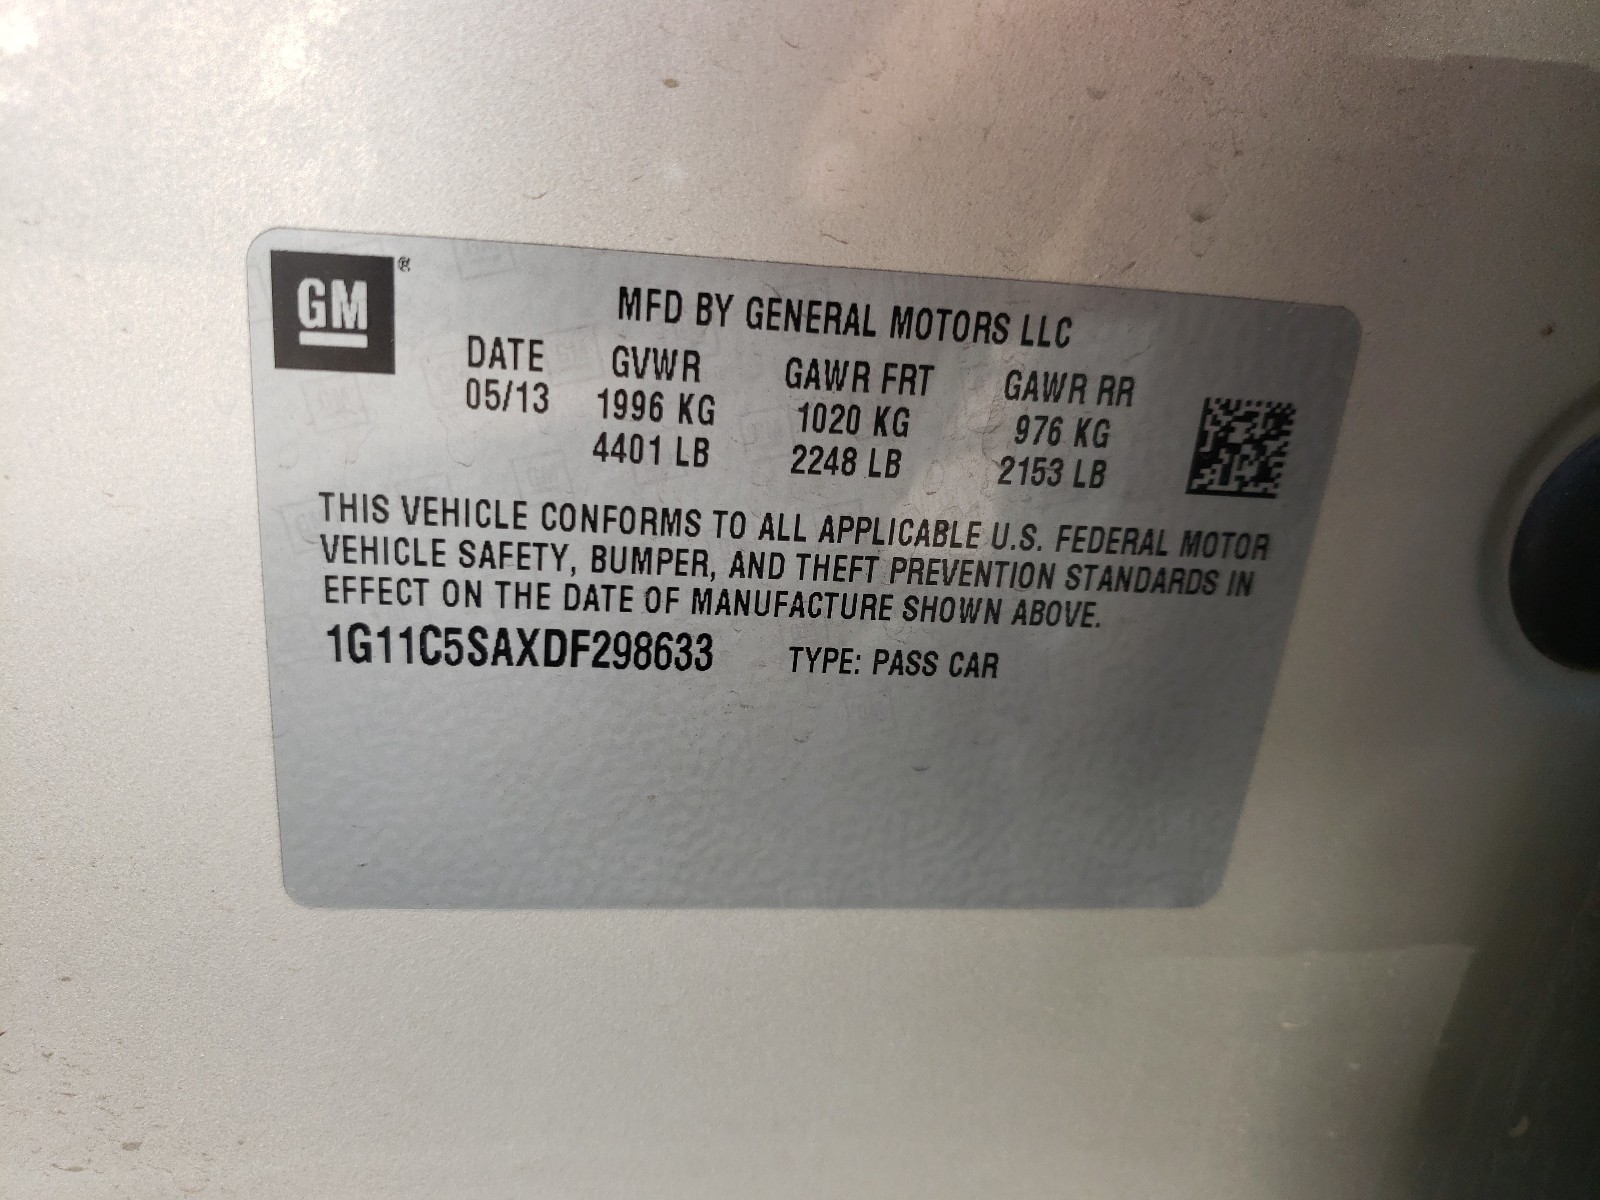 GM®
MFD BY GENERAL MOTORS LLC
DATE GVWR GAWR FRT GAWR RR
05/13 1996 KG 1020 KG 976 KG
4401 LB 2248 LB 2153 LB
THIS VEHICLE CONFORMS TO ALL APPLICABLE U.S. FEDERAL MOTOR
VEHICLE SAFETY, BUMPER, AND THEFT PREVENTION STANDARDS IN
EFFECT ON THE DATE OF MANUFACTURE SHOWN ABOVE.
1G11C5SAXDF298633 TYPE: PASS CAR